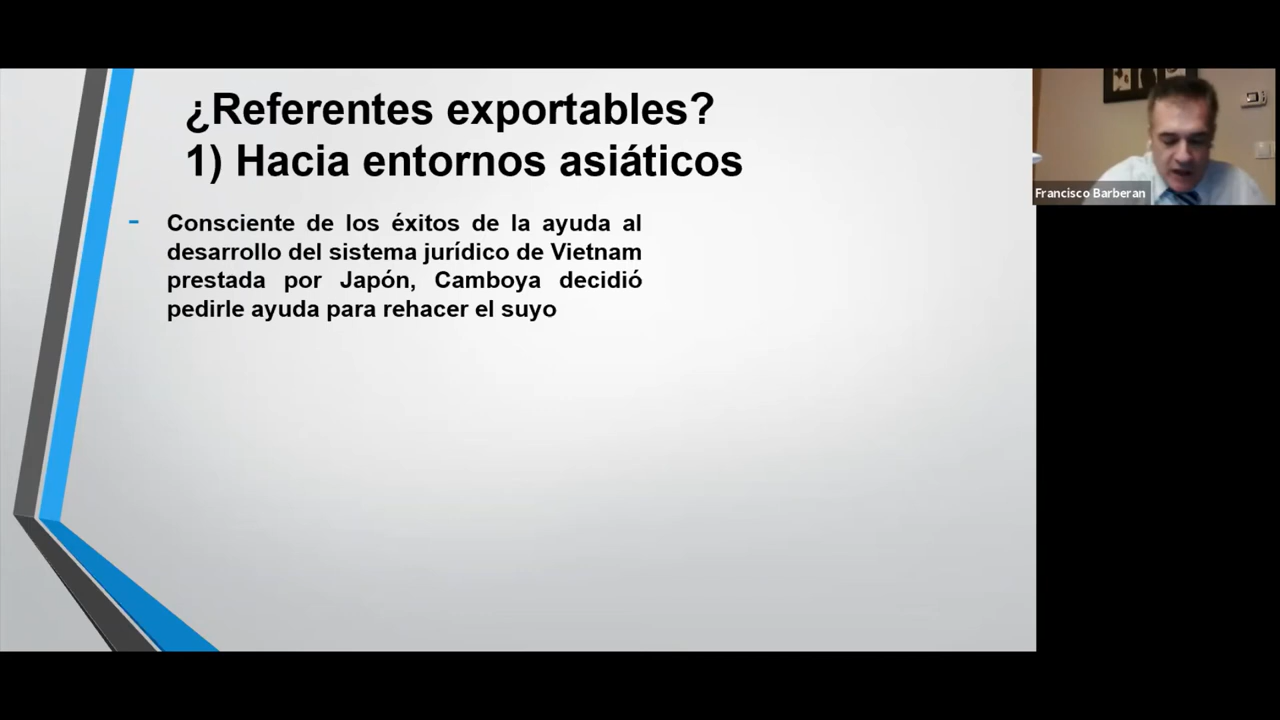 ¿Referentes exportables?
1) Hacia entornos asiáticos
- Consciente de los éxitos de la ayuda al
desarrollo del sistema jurídico de Vietnam
prestada por Japón, Camboya decidió
pedirle ayuda para rehacer el suyo
Francisco Barberan